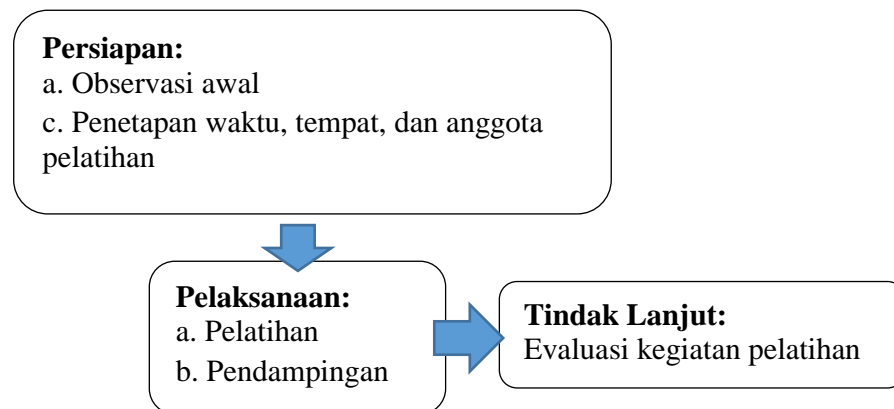 Persiapan:
a. Observasi awal
c. Penetapan waktu, tempat, dan anggota
pelatihan
Pelaksanaan:
a. Pelatihan
b. Pendampingan
Tindak Lanjut:
Evaluasi kegiatan pelatihan